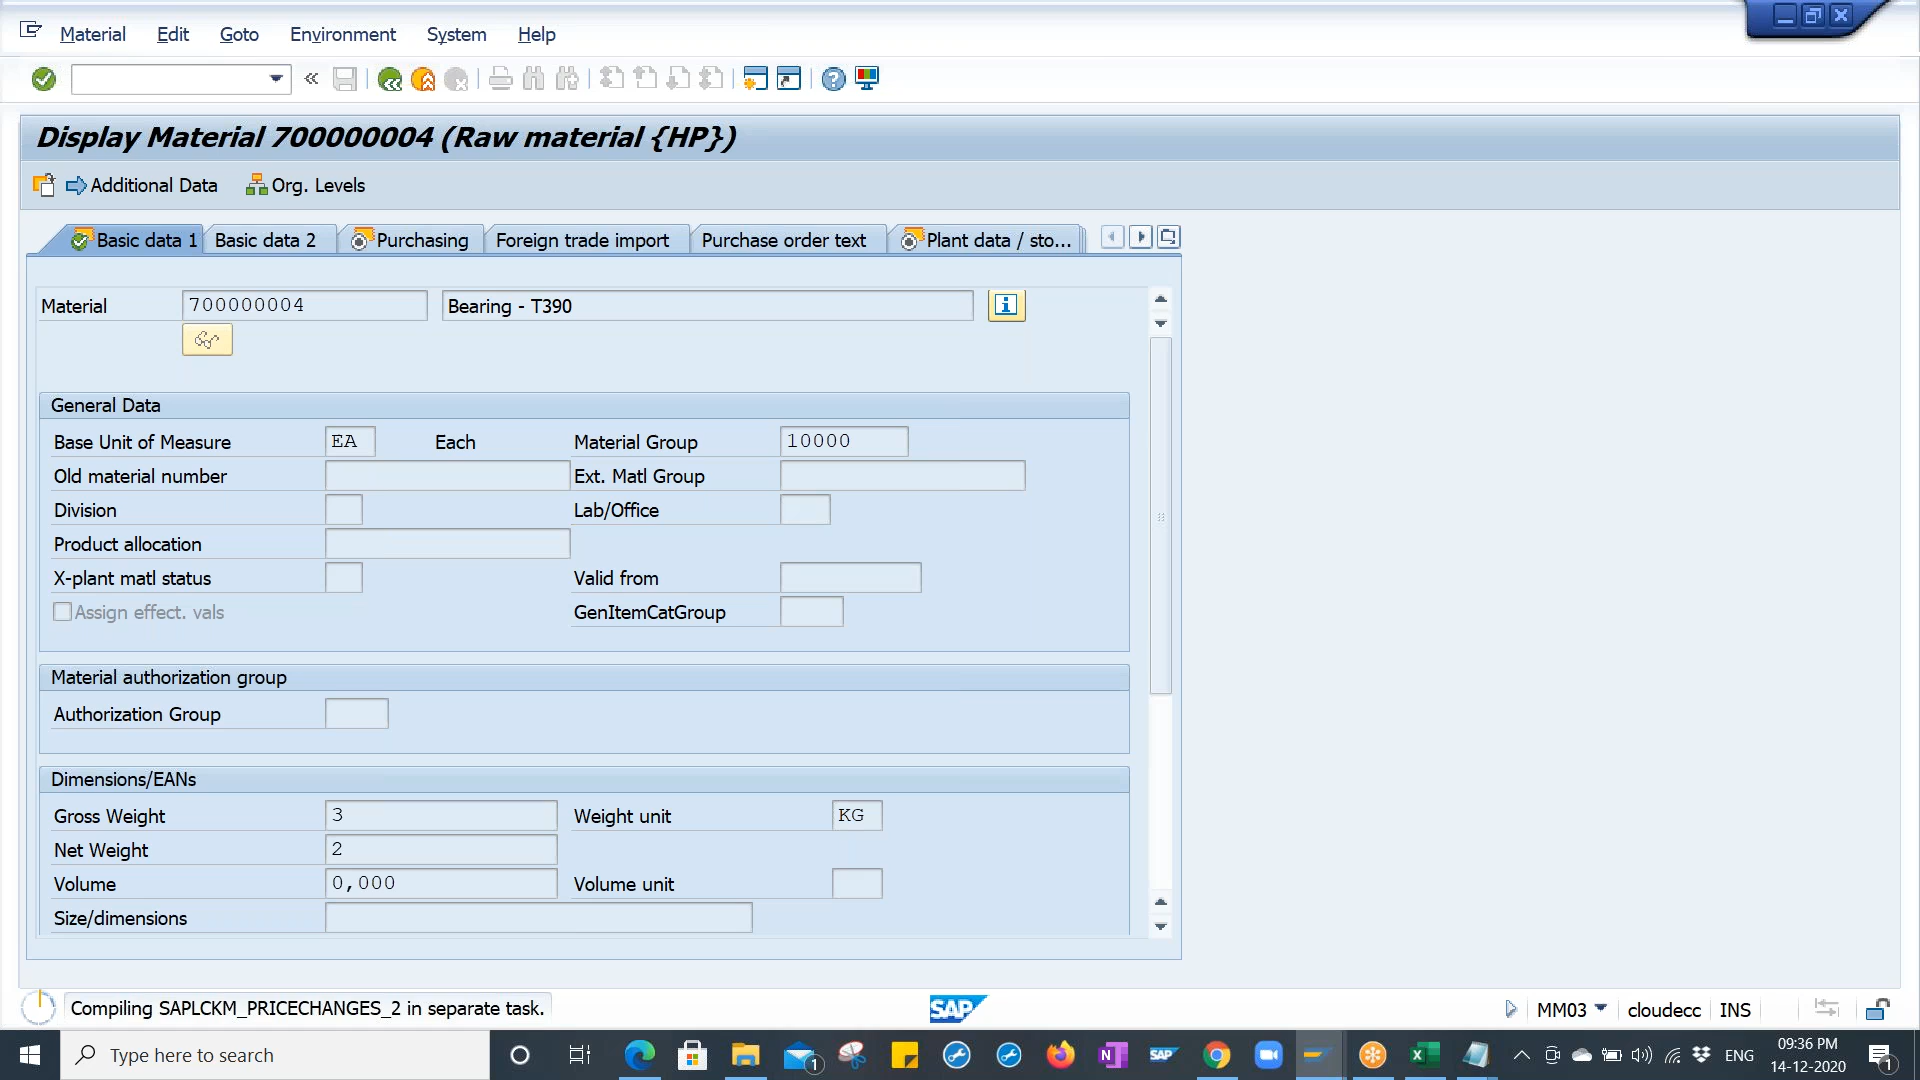 Material Edit Goto Environment System Help
Display Material 700000004 (Raw material {HP})
Additional Data Org. Levels
Basic data 1 Basic data 2 Purchasing Foreign trade import Purchase order text Plant data / sto...
Material 700000004 Bearing - T390
General Data
Base Unit of Measure EA Each Material Group 10000
Old material number Ext. Matl Group
Division Lab/Office
Product allocation
X-plant matl status Valid from
Assign effect. vals GenItemCatGroup
Material authorization group
Authorization Group
Dimensions/EANs
Gross Weight 3 Weight unit KG
Net Weight 2
Volume 0,000 Volume unit
Size/dimensions
Compiling SAPLCKM_PRICECHANGES_2 in separate task. SAP MM03 cloudecc INS
Type here to search 1 N SAP ENG 09:36 PM 1
14-12-2020